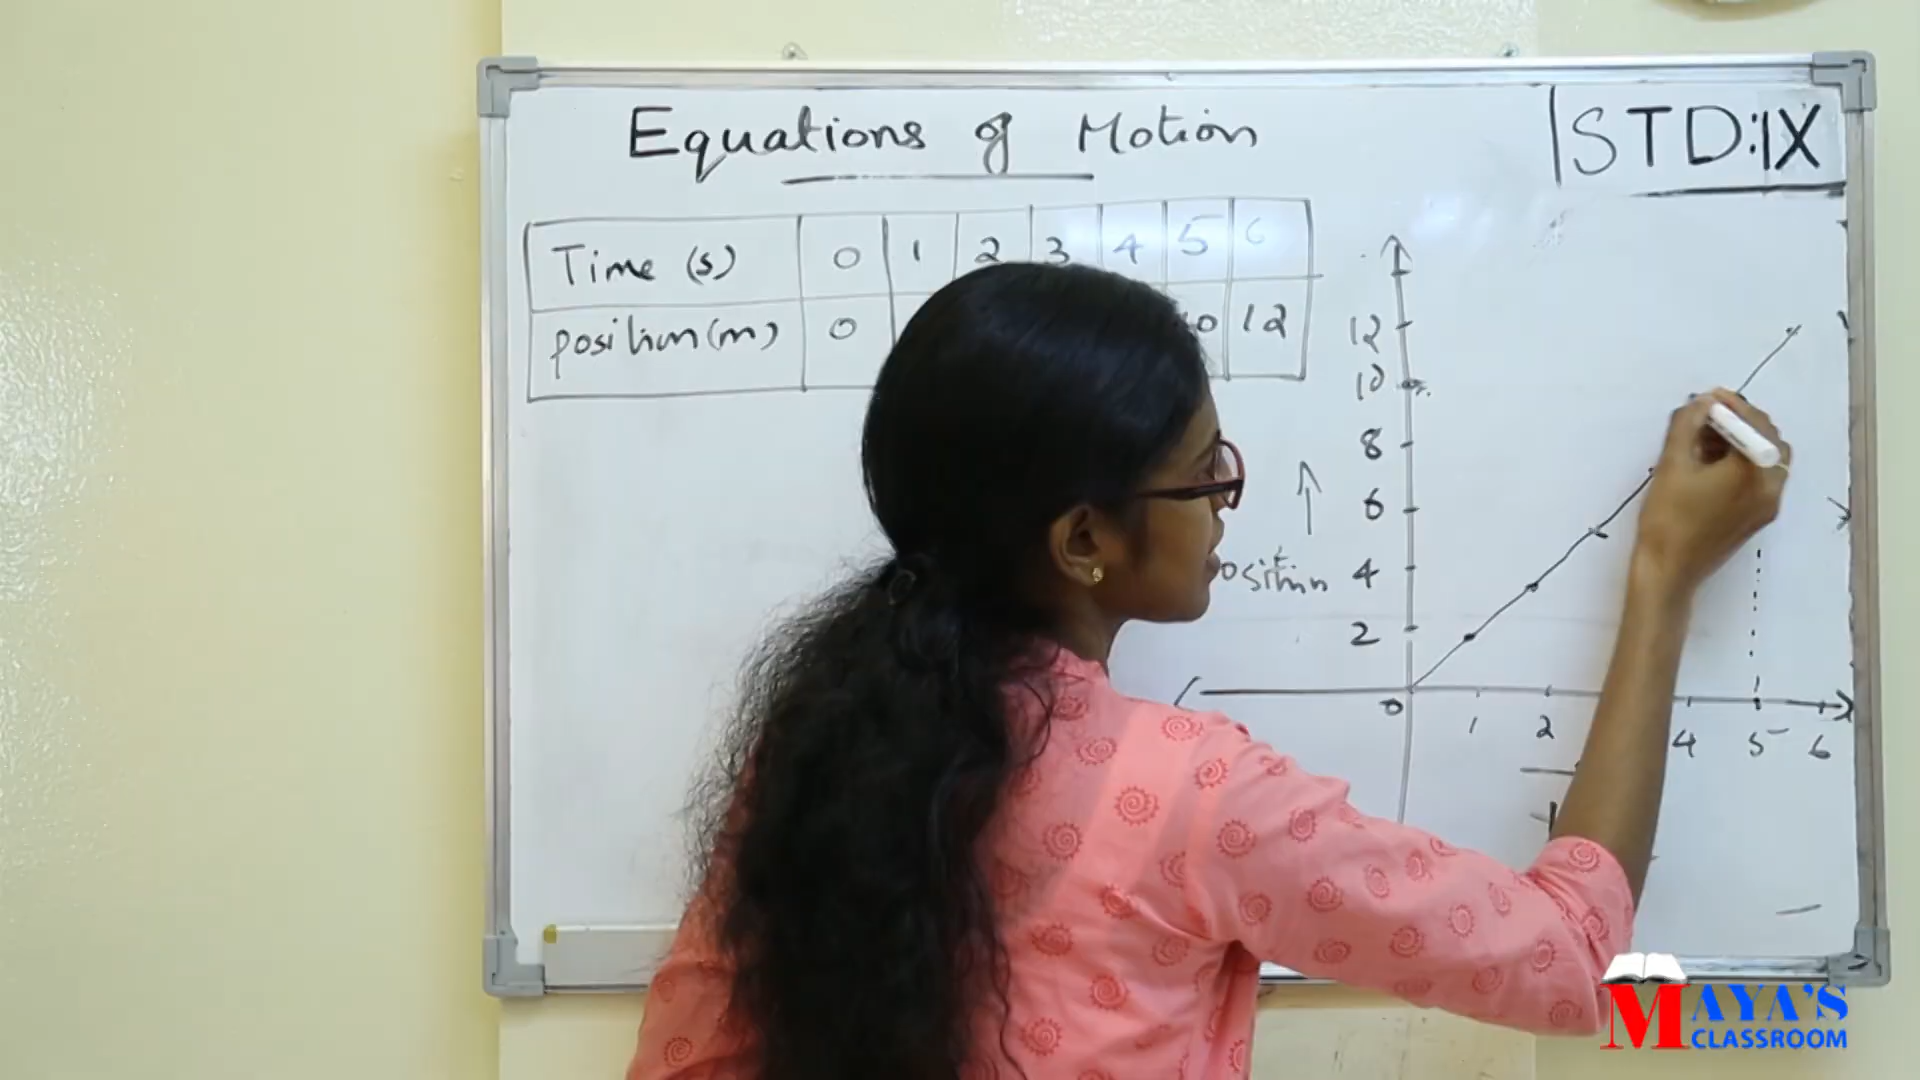 Equations of Motion
STD:IX
Time (s) 0 1 2 3 4 5 6
position (m) 0 10 12
12
10
8
6
4
2
0
1 2 4 5 6
MAYA'S
CLASSROOM